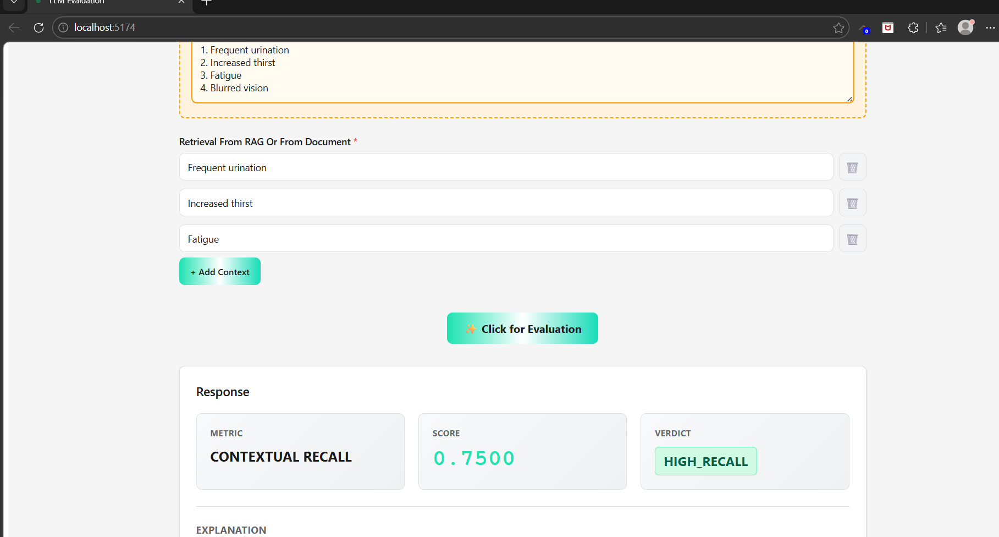 LLM Evaluation
localhost:5174
0
1. Frequent urination
2. Increased thirst
3. Fatigue
4. Blurred vision
Retrieval From RAG Or From Document *
Frequent urination
Increased thirst
Fatigue
+ Add Context
✨ Click for Evaluation
Response
METRIC
CONTEXTUAL RECALL
SCORE
0.7500
VERDICT
HIGH_RECALL
EXPLANATION